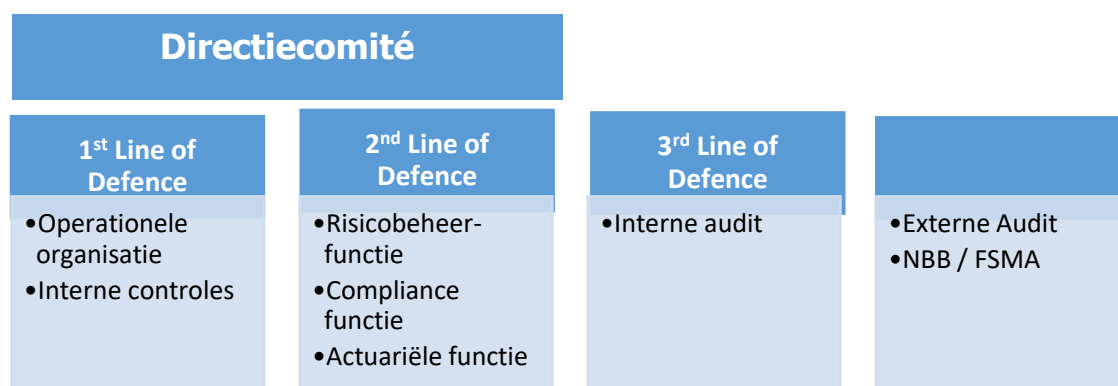 Directiecomité
1st Line of
Defence
•Operationele
organisatie
•Interne controles
2nd Line of
Defence
•Risicobeheer-
functie
•Compliance
functie
•Actuariële functie
3rd Line of
Defence
•Interne audit
•Externe Audit
•NBB / FSMA